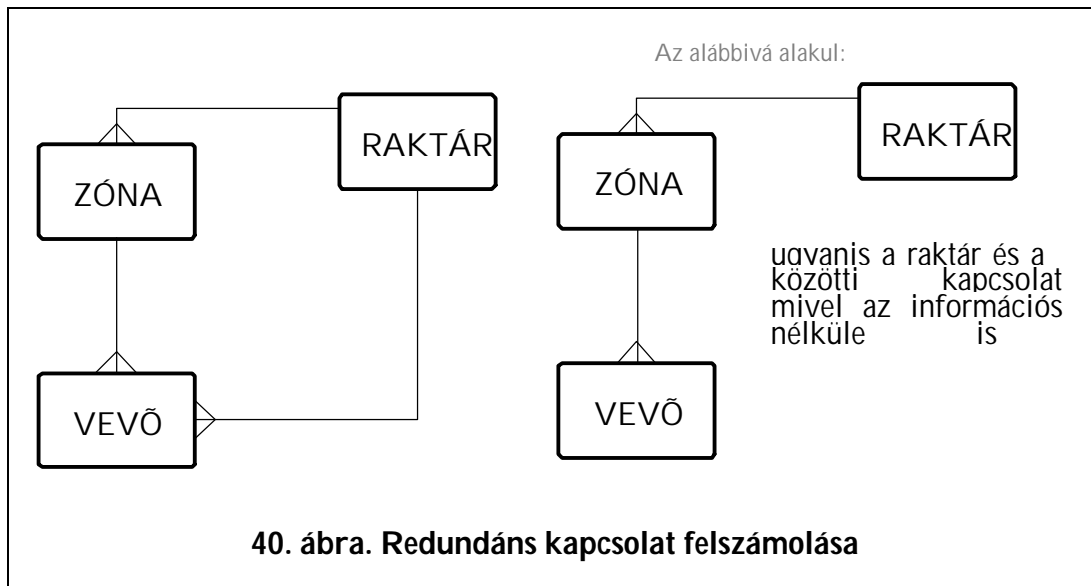 Az alábbivá alakul:
RAKTÁR
RAKTÁR
ZÓNA
ZÓNA
ugyanis a raktár és a
közötti kapcsolat
mivel az információs
nélküle is
VEVÕ
VEVÕ
40. ábra. Redundáns kapcsolat felszámolása